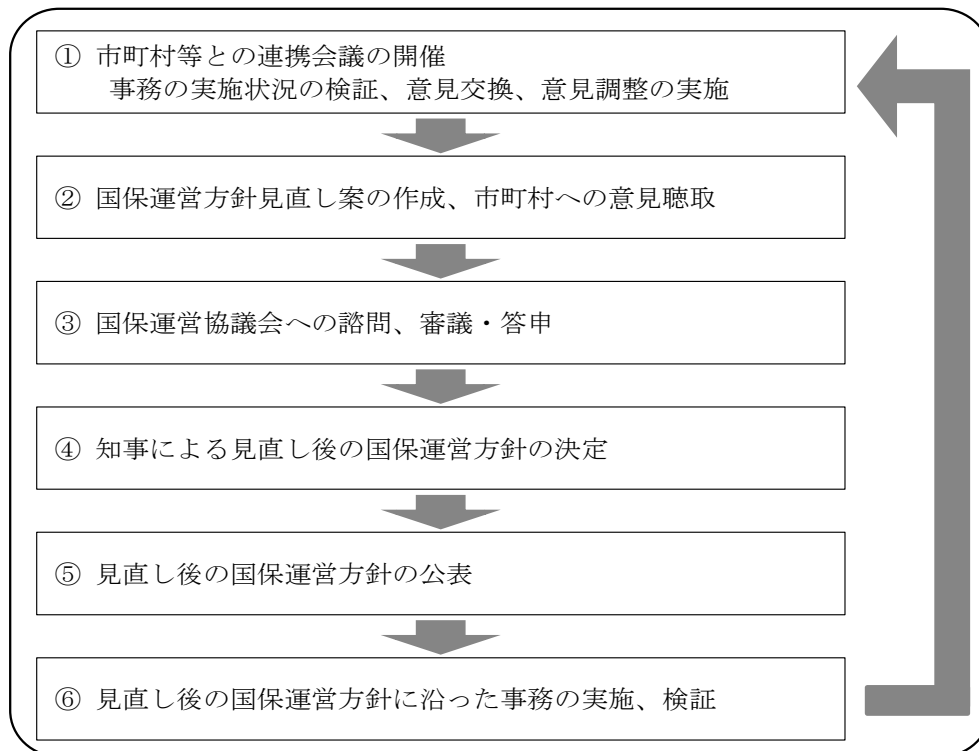 ① 市町村等との連携会議の開催
事務の実施状況の検証、意見交換、意見調整の実施
② 国保運営方針見直し案の作成、市町村への意見聴取
③ 国保運営協議会への諮問、審議・答申
④ 知事による見直し後の国保運営方針の決定
⑤ 見直し後の国保運営方針の公表
⑥ 見直し後の国保運営方針に沿った事務の実施、検証